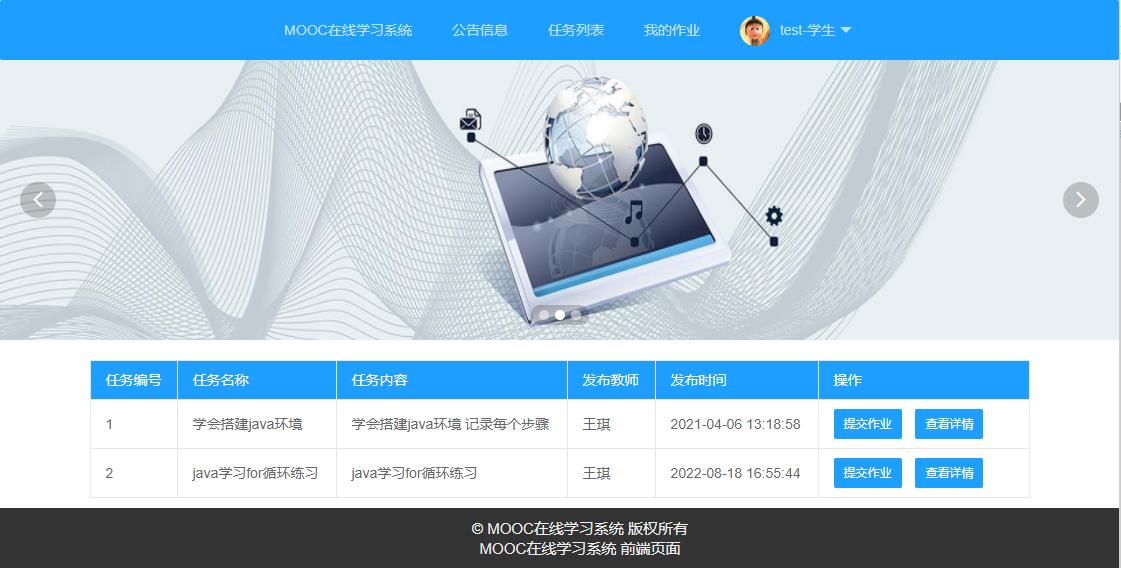 MOOC在线学习系统 公告信息 任务列表 我的作业 test-学生
任务编号 任务名称 任务内容 发布教师 发布时间 操作
1 学会搭建java环境 学会搭建java环境 记录每个步骤 王琪 2021-04-06 13:18:58 提交作业 查看详情
2 java学习for循环练习 java学习for循环练习 王琪 2022-08-18 16:55:44 提交作业 查看详情
© MOOC在线学习系统 版权所有
MOOC在线学习系统 前端页面